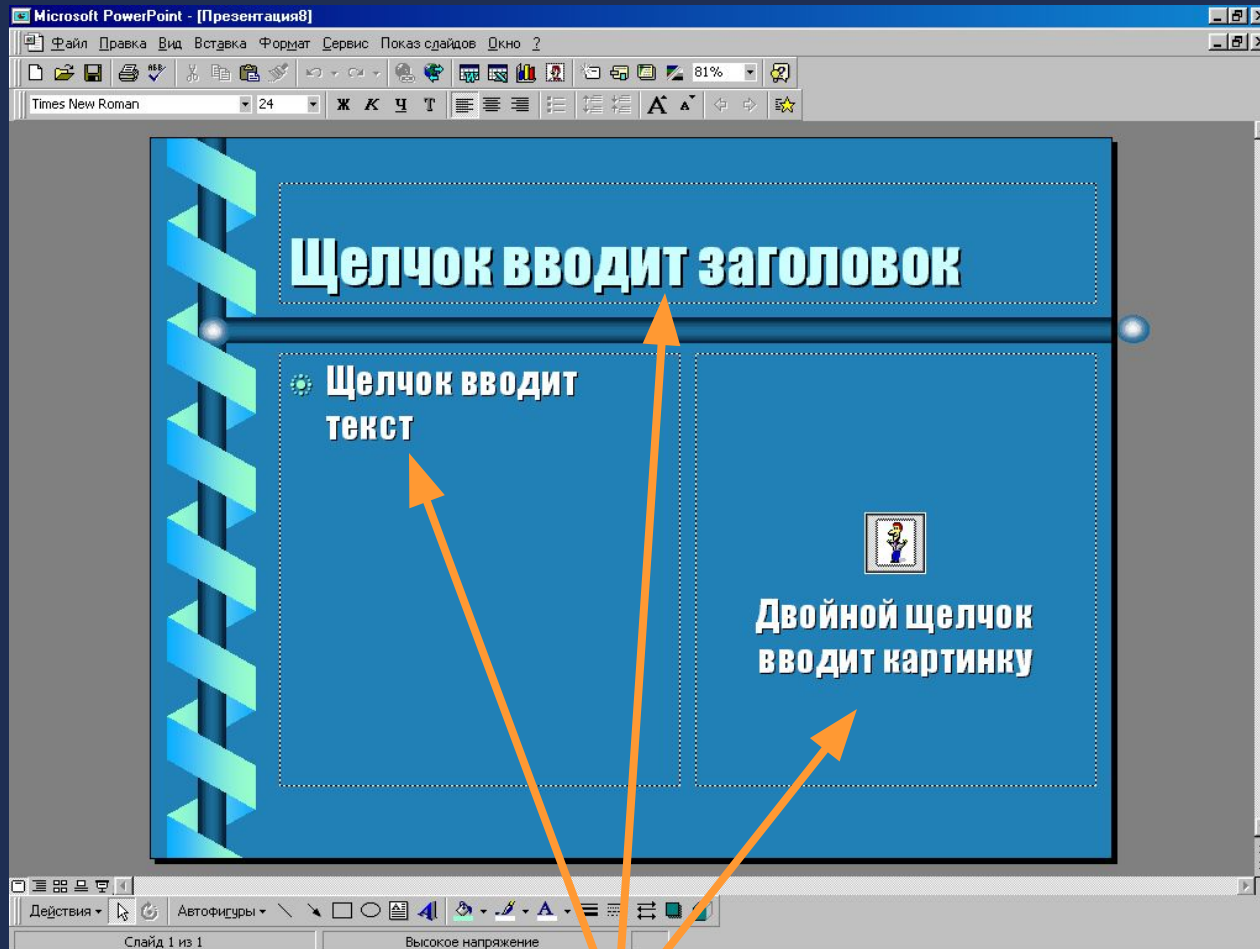 Microsoft PowerPoint - [Презентация8]
Файл Правка Вид Вставка Формат Сервис Показ слайдов Окно ?
81%
Times New Roman 24 Ж К Ч Т А А
Щелчок вводит заголовок
Щелчок вводит
текст
Двойной щелчок
вводит картинку
Действия Автофигуры А А
Слайд 1 из 1 Высокое напряжение